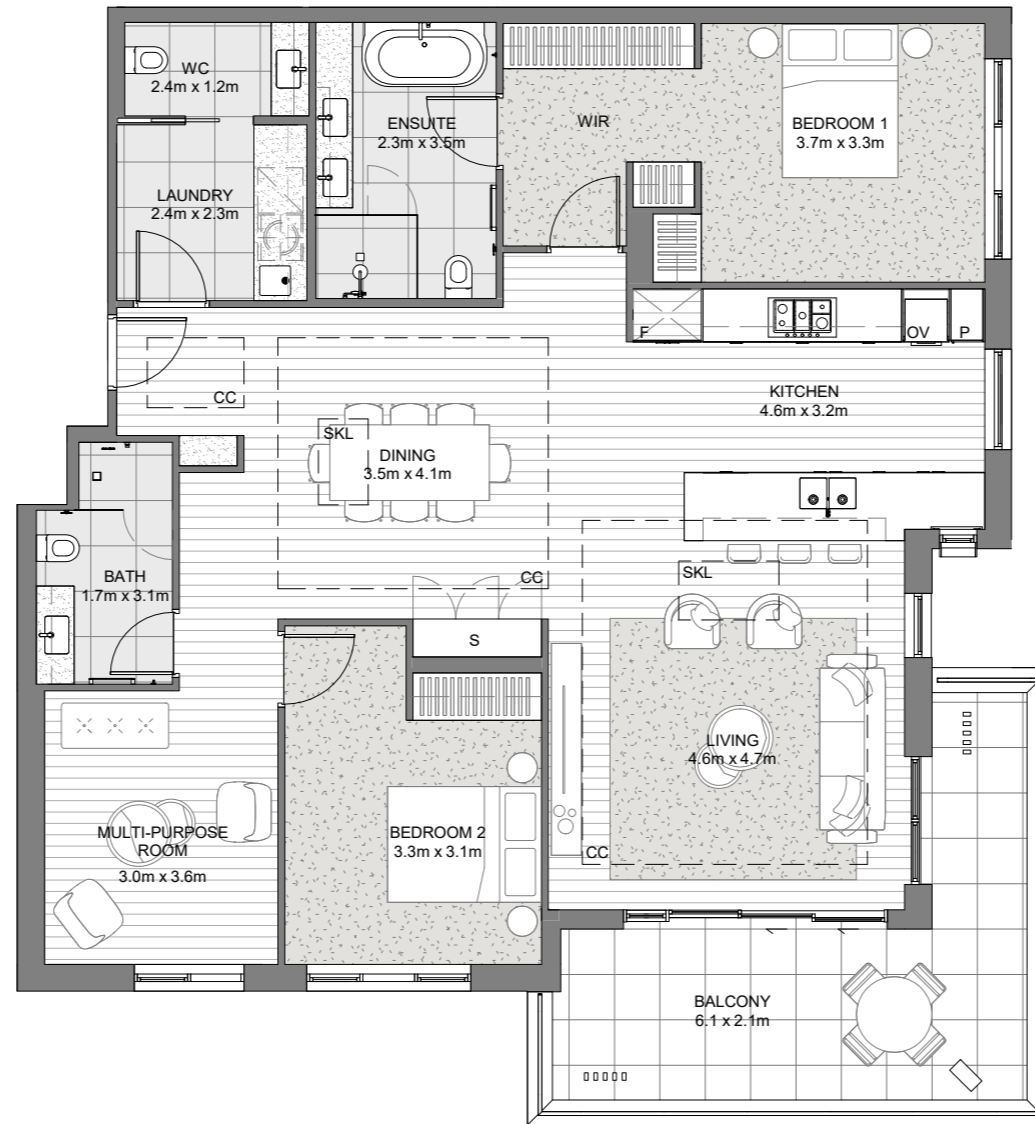 WC
2.4m x 1.2m
ENSUITE
2.3m x 3.5m
WIR
BEDROOM 1
3.7m x 3.3m
LAUNDRY
2.4m x 2.3m
F
OV
P
CC
KITCHEN
4.6m x 3.2m
SKL
DINING
3.5m x 4.1m
BATH
1.7m x 3.1m
CC
SKL
S
LIVING
4.6m x 4.7m
MULTI-PURPOSE
ROOM
3.0m x 3.6m
BEDROOM 2
3.3m x 3.1m
CC
BALCONY
6.1 x 2.1m